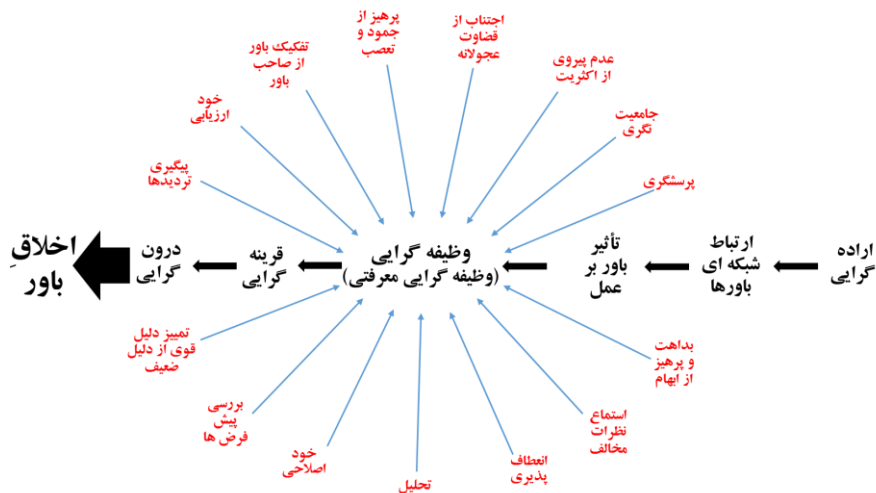 اجتناب از
قضاوت
عجولانه
پرهیز از
جمود و
تعصب
تفکیک باور
از صاحب
باور
خود
ارزیابی
پیگیری
تردیدها
عدم پیروی
از اکثریت
جامعیت
نگری
پرسشگری
اراده
گرایی
ارتباط
شبکه ای
باورها
تأثیر
باور بر
عمل
وظیفه گرایی
(وظیفه گرایی معرفتی)
قرینه
گرایی
درون
گرایی
اخلاقِ
باور
بداهت
و پرهیز
از ابهام
استماع
نظرات
مخالف
انعطاف
پذیری
تحلیل
خود
اصلاحی
بررسی
پیش
فرض ها
تمییز دلیل
قوی از دلیل
ضعیف